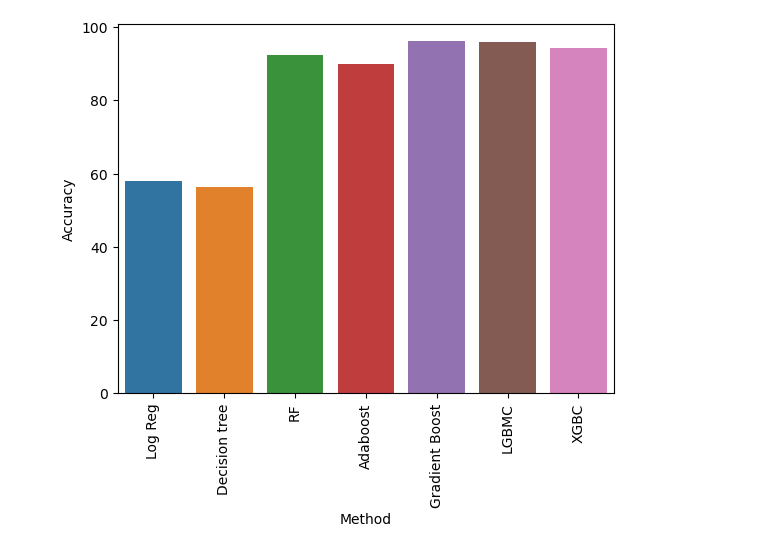 100
80
60
40
20
0
Accuracy
Log Reg
Decision tree
RF
Adaboost
Gradient Boost
LGBMC
XGBC
Method